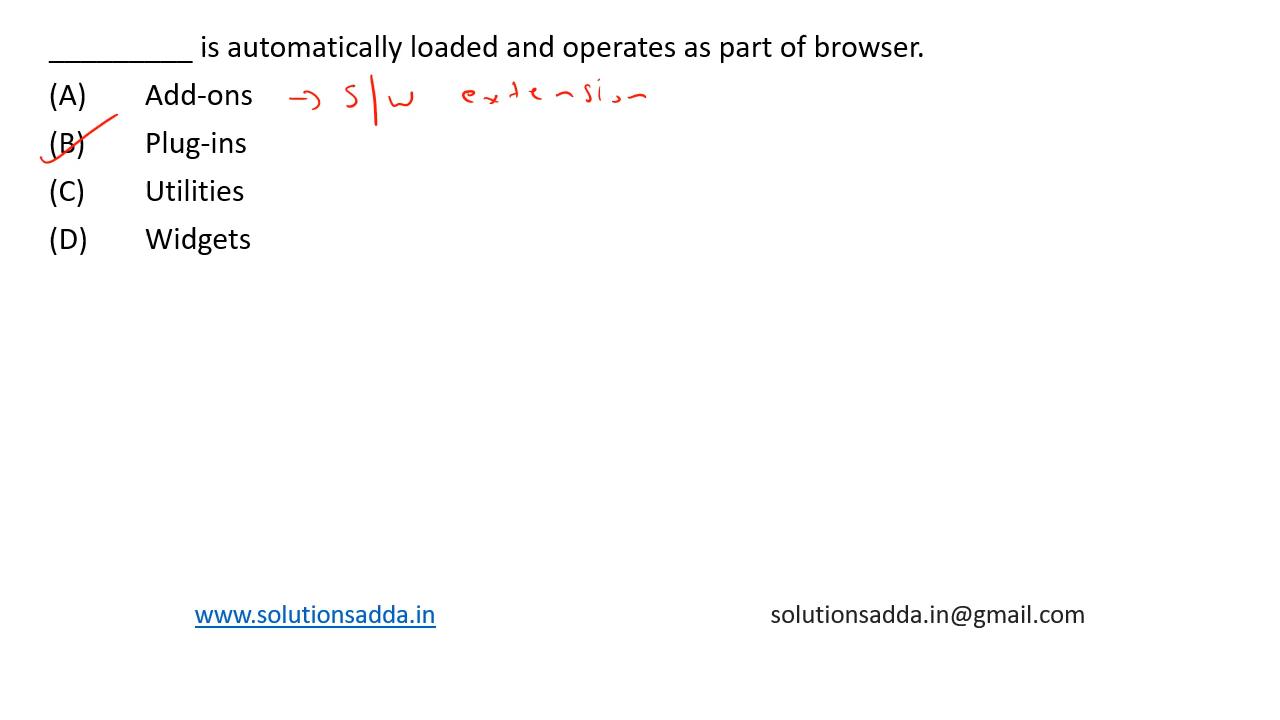 _________ is automatically loaded and operates as part of browser.
(A) Add-ons → S/W extension
(B) Plug-ins
(C) Utilities
(D) Widgets
www.solutionsadda.in solutionsadda.in@gmail.com